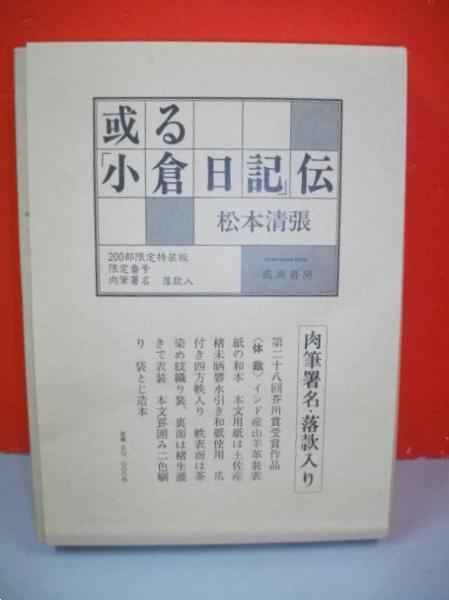 或る
「小倉日記」伝
松本清張
200部限定特装版
限定番号
肉筆署名 落款入
成瀬書房
肉筆署名・落款入り
第二十八回芥川賞受賞作品
〈体裁〉インド産山羊革装表
紙の和本 本文用紙は土佐産
楮未晒礬水引き和紙使用 爪
付き四方帙入り 帙表面は茶
染め紋織り装、裏面は楮生漉
きで表装 本文罫囲み二色刷
り 袋とじ造本